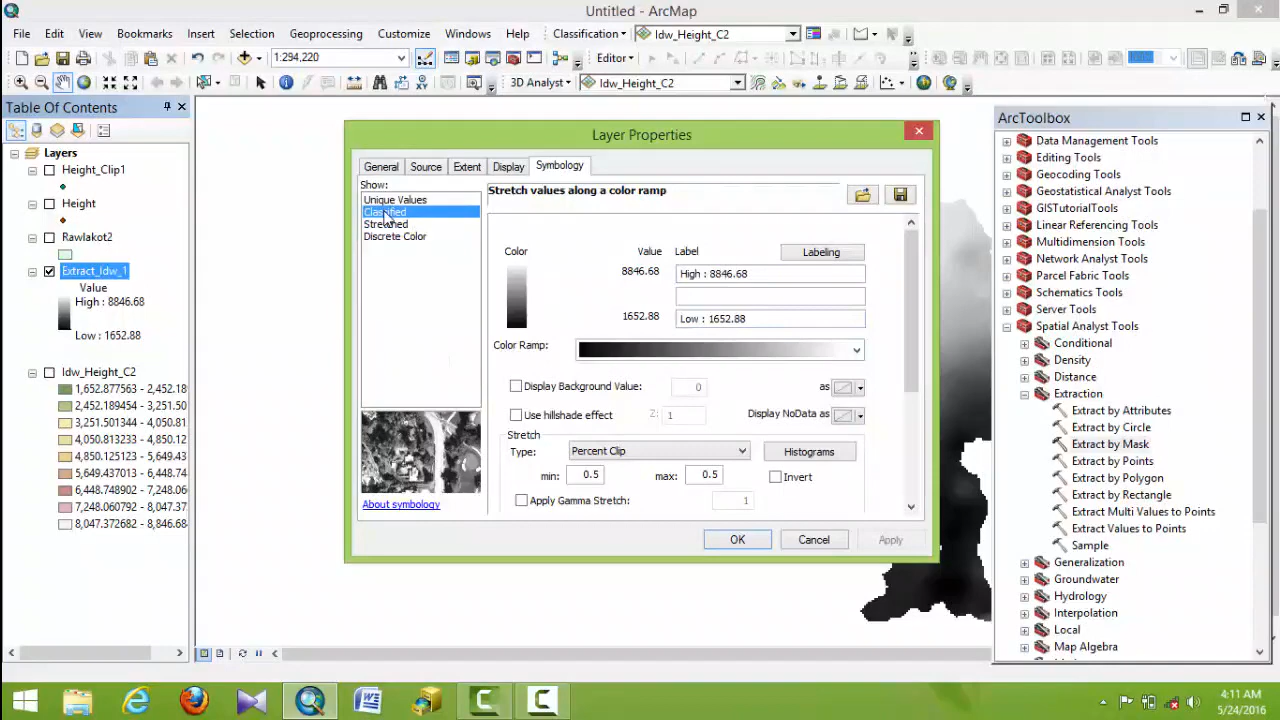 Untitled - ArcMap
File Edit View Bookmarks Insert Selection Geoprocessing Customize Windows Help Classification Idw_Height_C2
1:294,220 Editor
3D Analyst Idw_Height_C2
Table Of Contents
Layers
Height_Clip1
Height
Rawlakot2
Extract_Idw_1
Value
High : 8846.68
Low : 1652.88
Idw_Height_C2
1,652.877563 - 2,452.18
2,452.189454 - 3,251.50
3,251.501344 - 4,050.81
4,050.813233 - 4,850.12
4,850.125123 - 5,649.43
5,649.437013 - 6,448.74
6,448.748902 - 7,248.06
7,248.060792 - 8,047.37
8,047.372682 - 8,846.68
Layer Properties
General Source Extent Display Symbology
Show:
Unique Values
Classified
Stretched
Discrete Color
About symbology
Stretch values along a color ramp
Color Value Label Labeling
8846.68 High : 8846.68
1652.88 Low : 1652.88
Color Ramp:
Display Background Value: 0 as
Use hillshade effect Z: 1 Display NoData as
Stretch
Type: Percent Clip Histograms
min: 0.5 max: 0.5 Invert
Apply Gamma Stretch: 1
OK Cancel Apply
ArcToolbox
Data Management Tools
Editing Tools
Geocoding Tools
Geostatistical Analyst Tools
GISTutorialTools
Linear Referencing Tools
Multidimension Tools
Network Analyst Tools
Parcel Fabric Tools
Schematics Tools
Server Tools
Spatial Analyst Tools
Conditional
Density
Distance
Extraction
Extract by Attributes
Extract by Circle
Extract by Mask
Extract by Points
Extract by Polygon
Extract by Rectangle
Extract Multi Values to Points
Extract Values to Points
Sample
Generalization
Groundwater
Hydrology
Interpolation
Local
Map Algebra
4:11 AM
5/24/2016